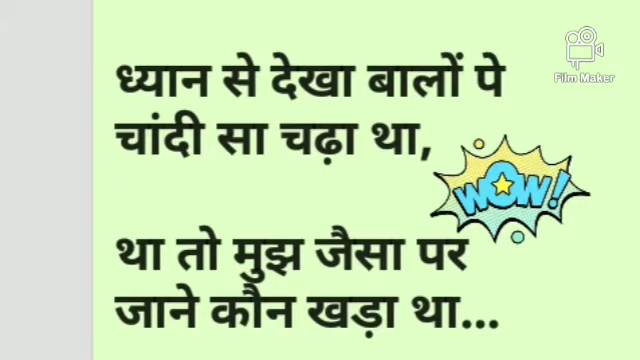 ध्यान से देखा बालों पे
चांदी सा चढ़ा था,
था तो मुझ जैसा पर
जाने कौन खड़ा था...
WOW!
Film Maker